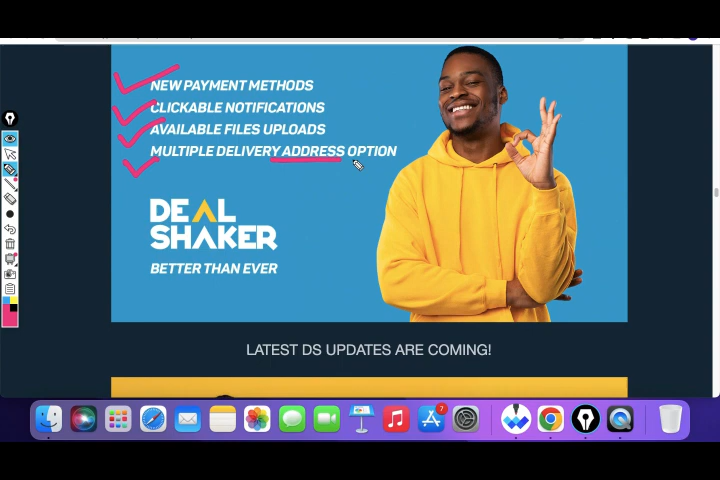 NEW PAYMENT METHODS
CLICKABLE NOTIFICATIONS
AVAILABLE FILES UPLOADS
MULTIPLE DELIVERY ADDRESS OPTION
DEAL
SHAKER
BETTER THAN EVER
LATEST DS UPDATES ARE COMING!
7